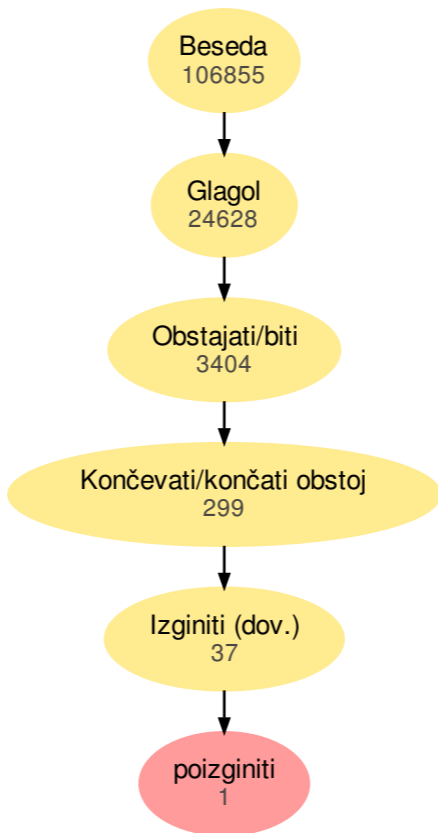 Beseda
106855
Glagol
24628
Obstajati/biti
3404
Končevati/končati obstoj
299
Izginiti (dov.)
37
poizginiti
1